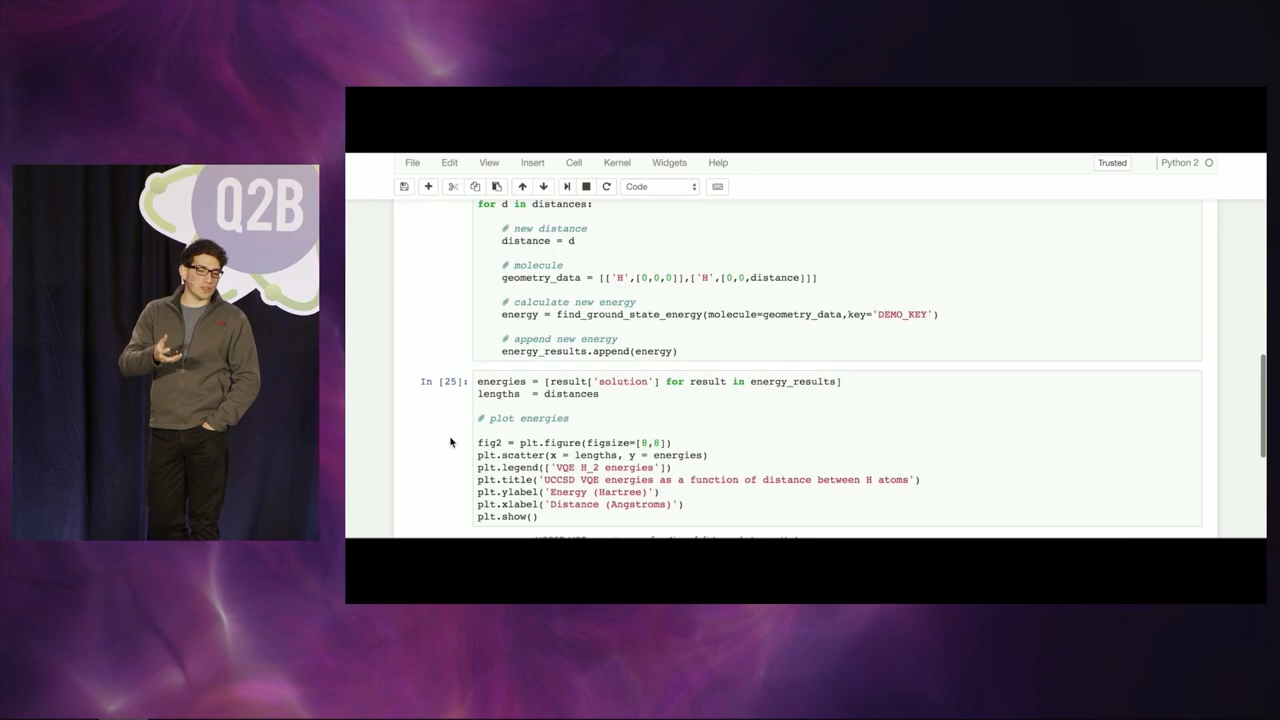 Q2B
File Edit View Insert Cell Kernel Widgets Help Trusted Python 2
Code
for d in distances:
# new distance
distance = d
# molecule
geometry_data = [['H',[0,0,0]],['H',[0,0,distance]]]
# calculate new energy
energy = find_ground_state_energy(molecule=geometry_data,key='DEMO_KEY')
# append new energy
energy_results.append(energy)
In [25]: energies = [result['solution'] for result in energy_results]
lengths = distances
# plot energies
fig2 = plt.figure(figsize=[8,8])
plt.scatter(x = lengths, y = energies)
plt.legend(['VQE H_2 energies'])
plt.title('UCCSD VQE energies as a function of distance between H atoms')
plt.ylabel('Energy (Hartree)')
plt.xlabel('Distance (Angstroms)')
plt.show()